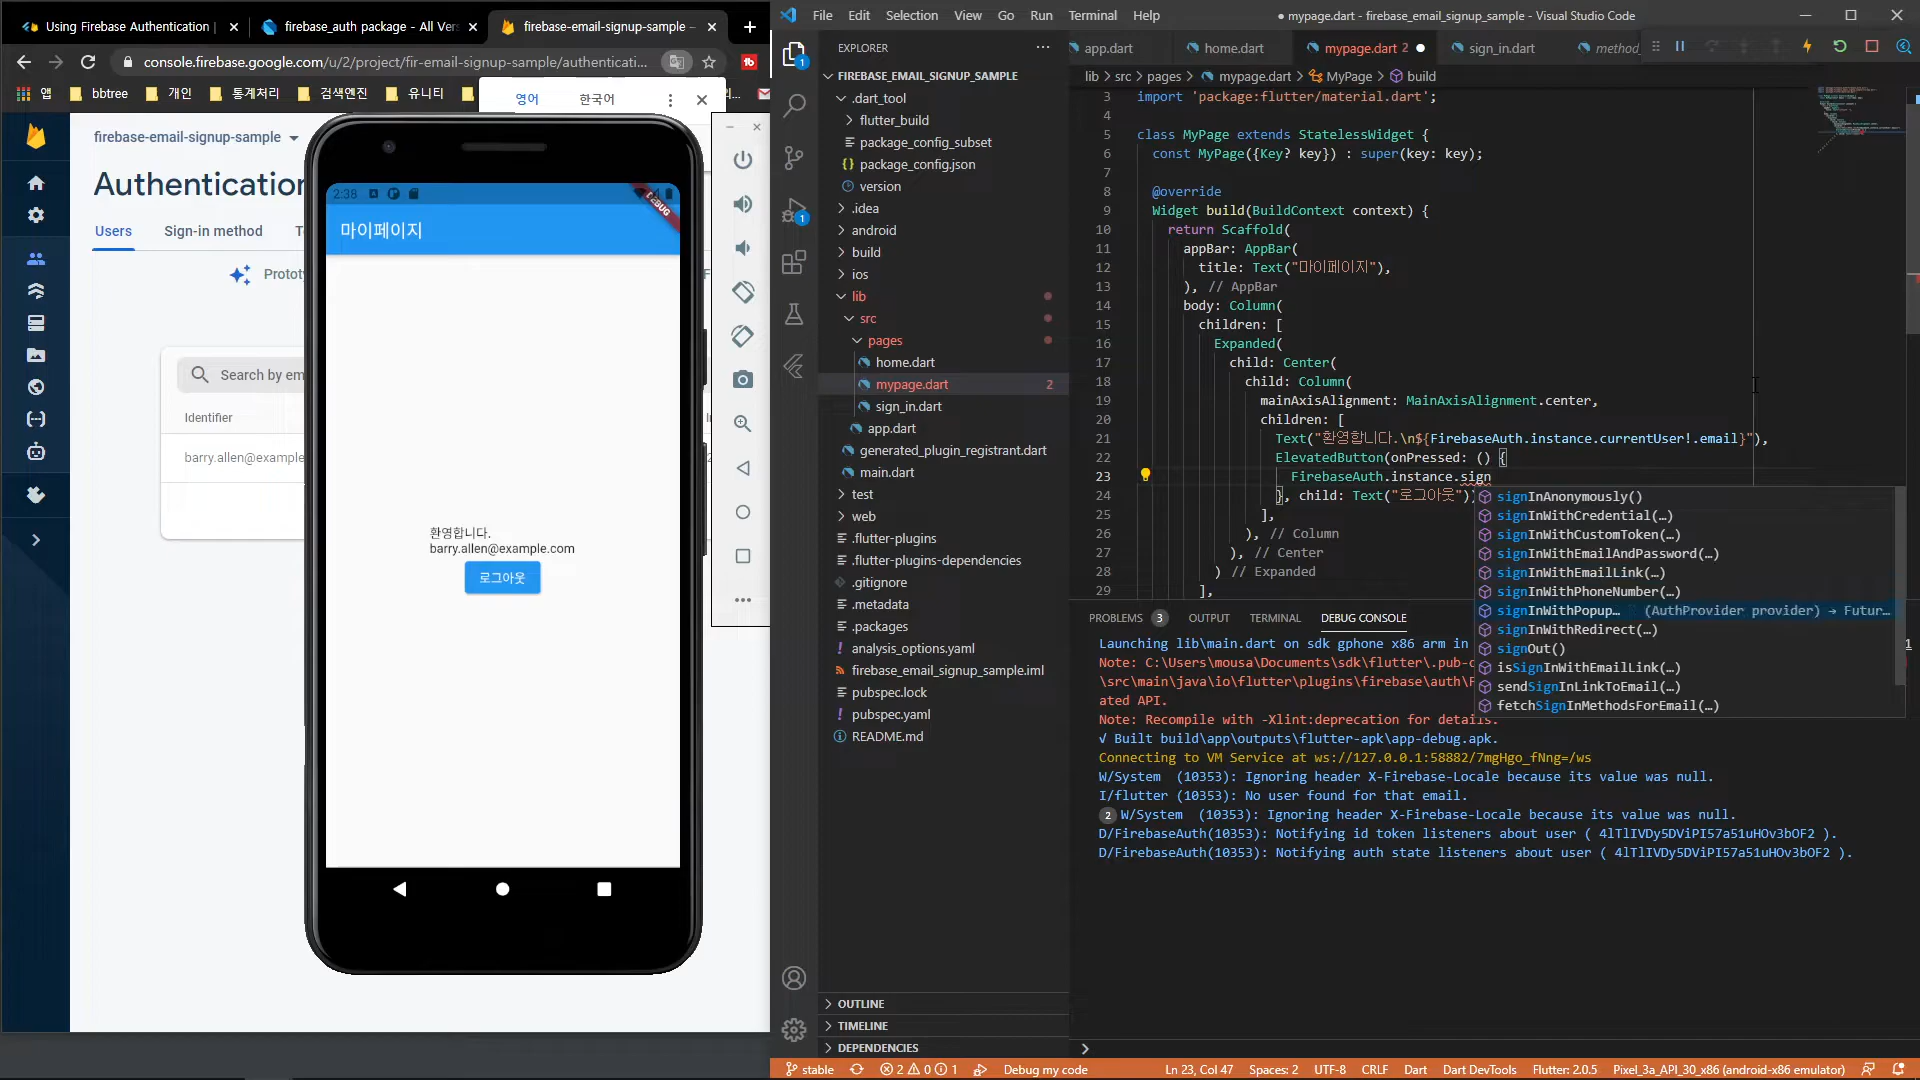 Using Firebase Authentication |
firebase_auth package - All Ver
firebase-email-signup-sample –
console.firebase.google.com/u/2/project/fir-email-signup-sample/authenticati...
앱
bbtree
개인
통계처리
검색엔진
유니티
영어
한국어
firebase-email-signup-sample
Authentication
Users
Sign-in method
Search by em
Identifier
barry.allen@example
2:38
DEBUG
마이페이지
환영합니다.
barry.allen@example.com
로그아웃
File Edit Selection View Go Run Terminal Help
● mypage.dart - firebase_email_signup_sample - Visual Studio Code
EXPLORER
FIREBASE_EMAIL_SIGNUP_SAMPLE
.dart_tool
flutter_build
package_config_subset
package_config.json
version
.idea
android
build
ios
lib
src
pages
home.dart
mypage.dart 2
sign_in.dart
app.dart
generated_plugin_registrant.dart
main.dart
test
web
.flutter-plugins
.flutter-plugins-dependencies
.gitignore
.metadata
.packages
analysis_options.yaml
firebase_email_signup_sample.iml
pubspec.lock
pubspec.yaml
README.md
OUTLINE
TIMELINE
DEPENDENCIES
app.dart
home.dart
mypage.dart 2
sign_in.dart
method_
lib > src > pages > mypage.dart > MyPage > build
3 import 'package:flutter/material.dart';
4
5 class MyPage extends StatelessWidget {
6 const MyPage({Key? key}) : super(key: key);
7
8 @override
9 Widget build(BuildContext context) {
10 return Scaffold(
11 appBar: AppBar(
12 title: Text("마이페이지"),
13 ), // AppBar
14 body: Column(
15 children: [
16 Expanded(
17 child: Center(
18 child: Column(
19 mainAxisAlignment: MainAxisAlignment.center,
20 children: [
21 Text("환영합니다.\n${FirebaseAuth.instance.currentUser!.email}"),
22 ElevatedButton(onPressed: () {
23 FirebaseAuth.instance.sign
24 }, child: Text("로그아웃")
25 ],
26 ), // Column
27 ), // Center
28 ) // Expanded
29 ],
signInAnonymously()
signInWithCredential(…)
signInWithCustomToken(…)
signInWithEmailAndPassword(…)
signInWithEmailLink(…)
signInWithPhoneNumber(…)
signInWithPopup… (AuthProvider provider) → Futur…
signInWithRedirect(…)
signOut()
isSignInWithEmailLink(…)
sendSignInLinkToEmail(…)
fetchSignInMethodsForEmail(…)
PROBLEMS 3 OUTPUT TERMINAL DEBUG CONSOLE
Launching lib\main.dart on sdk gphone x86 arm in
Note: C:\Users\mousa\Documents\sdk\flutter\.pub-c
\src\main\java\io\flutter\plugins\firebase\auth\F
ated API.
Note: Recompile with -Xlint:deprecation for details.
√ Built build\app\outputs\flutter-apk\app-debug.apk.
Connecting to VM Service at ws://127.0.0.1:58882/7mgHgo_fNng=/ws
W/System (10353): Ignoring header X-Firebase-Locale because its value was null.
I/flutter (10353): No user found for that email.
2 W/System (10353): Ignoring header X-Firebase-Locale because its value was null.
D/FirebaseAuth(10353): Notifying id token listeners about user ( 4lTlIVDy5DViPI57a51uHOv3bOF2 ).
D/FirebaseAuth(10353): Notifying auth state listeners about user ( 4lTlIVDy5DViPI57a51uHOv3bOF2 ).
stable 2 0 1 Debug my code Ln 23, Col 47 Spaces: 2 UTF-8 CRLF Dart Dart DevTools Flutter: 2.0.5 Pixel_3a_API_30_x86 (android-x86 emulator)